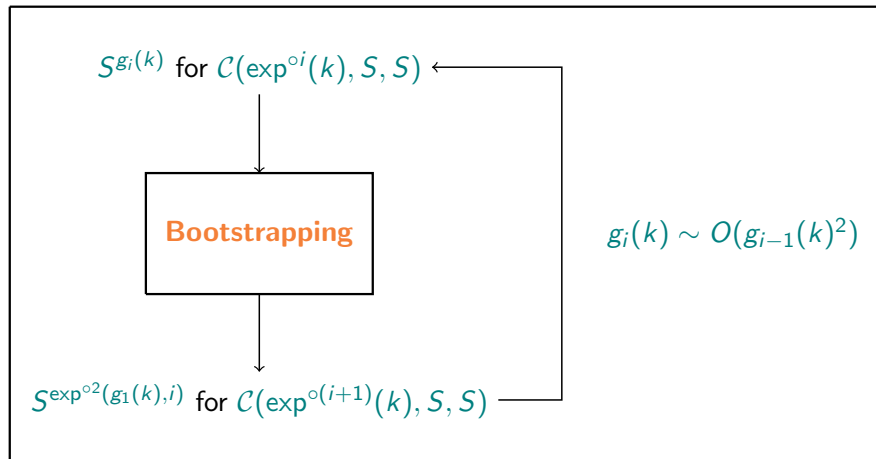 S^{g_i(k)} for C(exp^{∘i}(k), S, S)
Bootstrapping
g_i(k) ∼ O(g_{i−1}(k)^2)
S^{exp^{∘2}(g_1(k),i)} for C(exp^{∘(i+1)}(k), S, S)